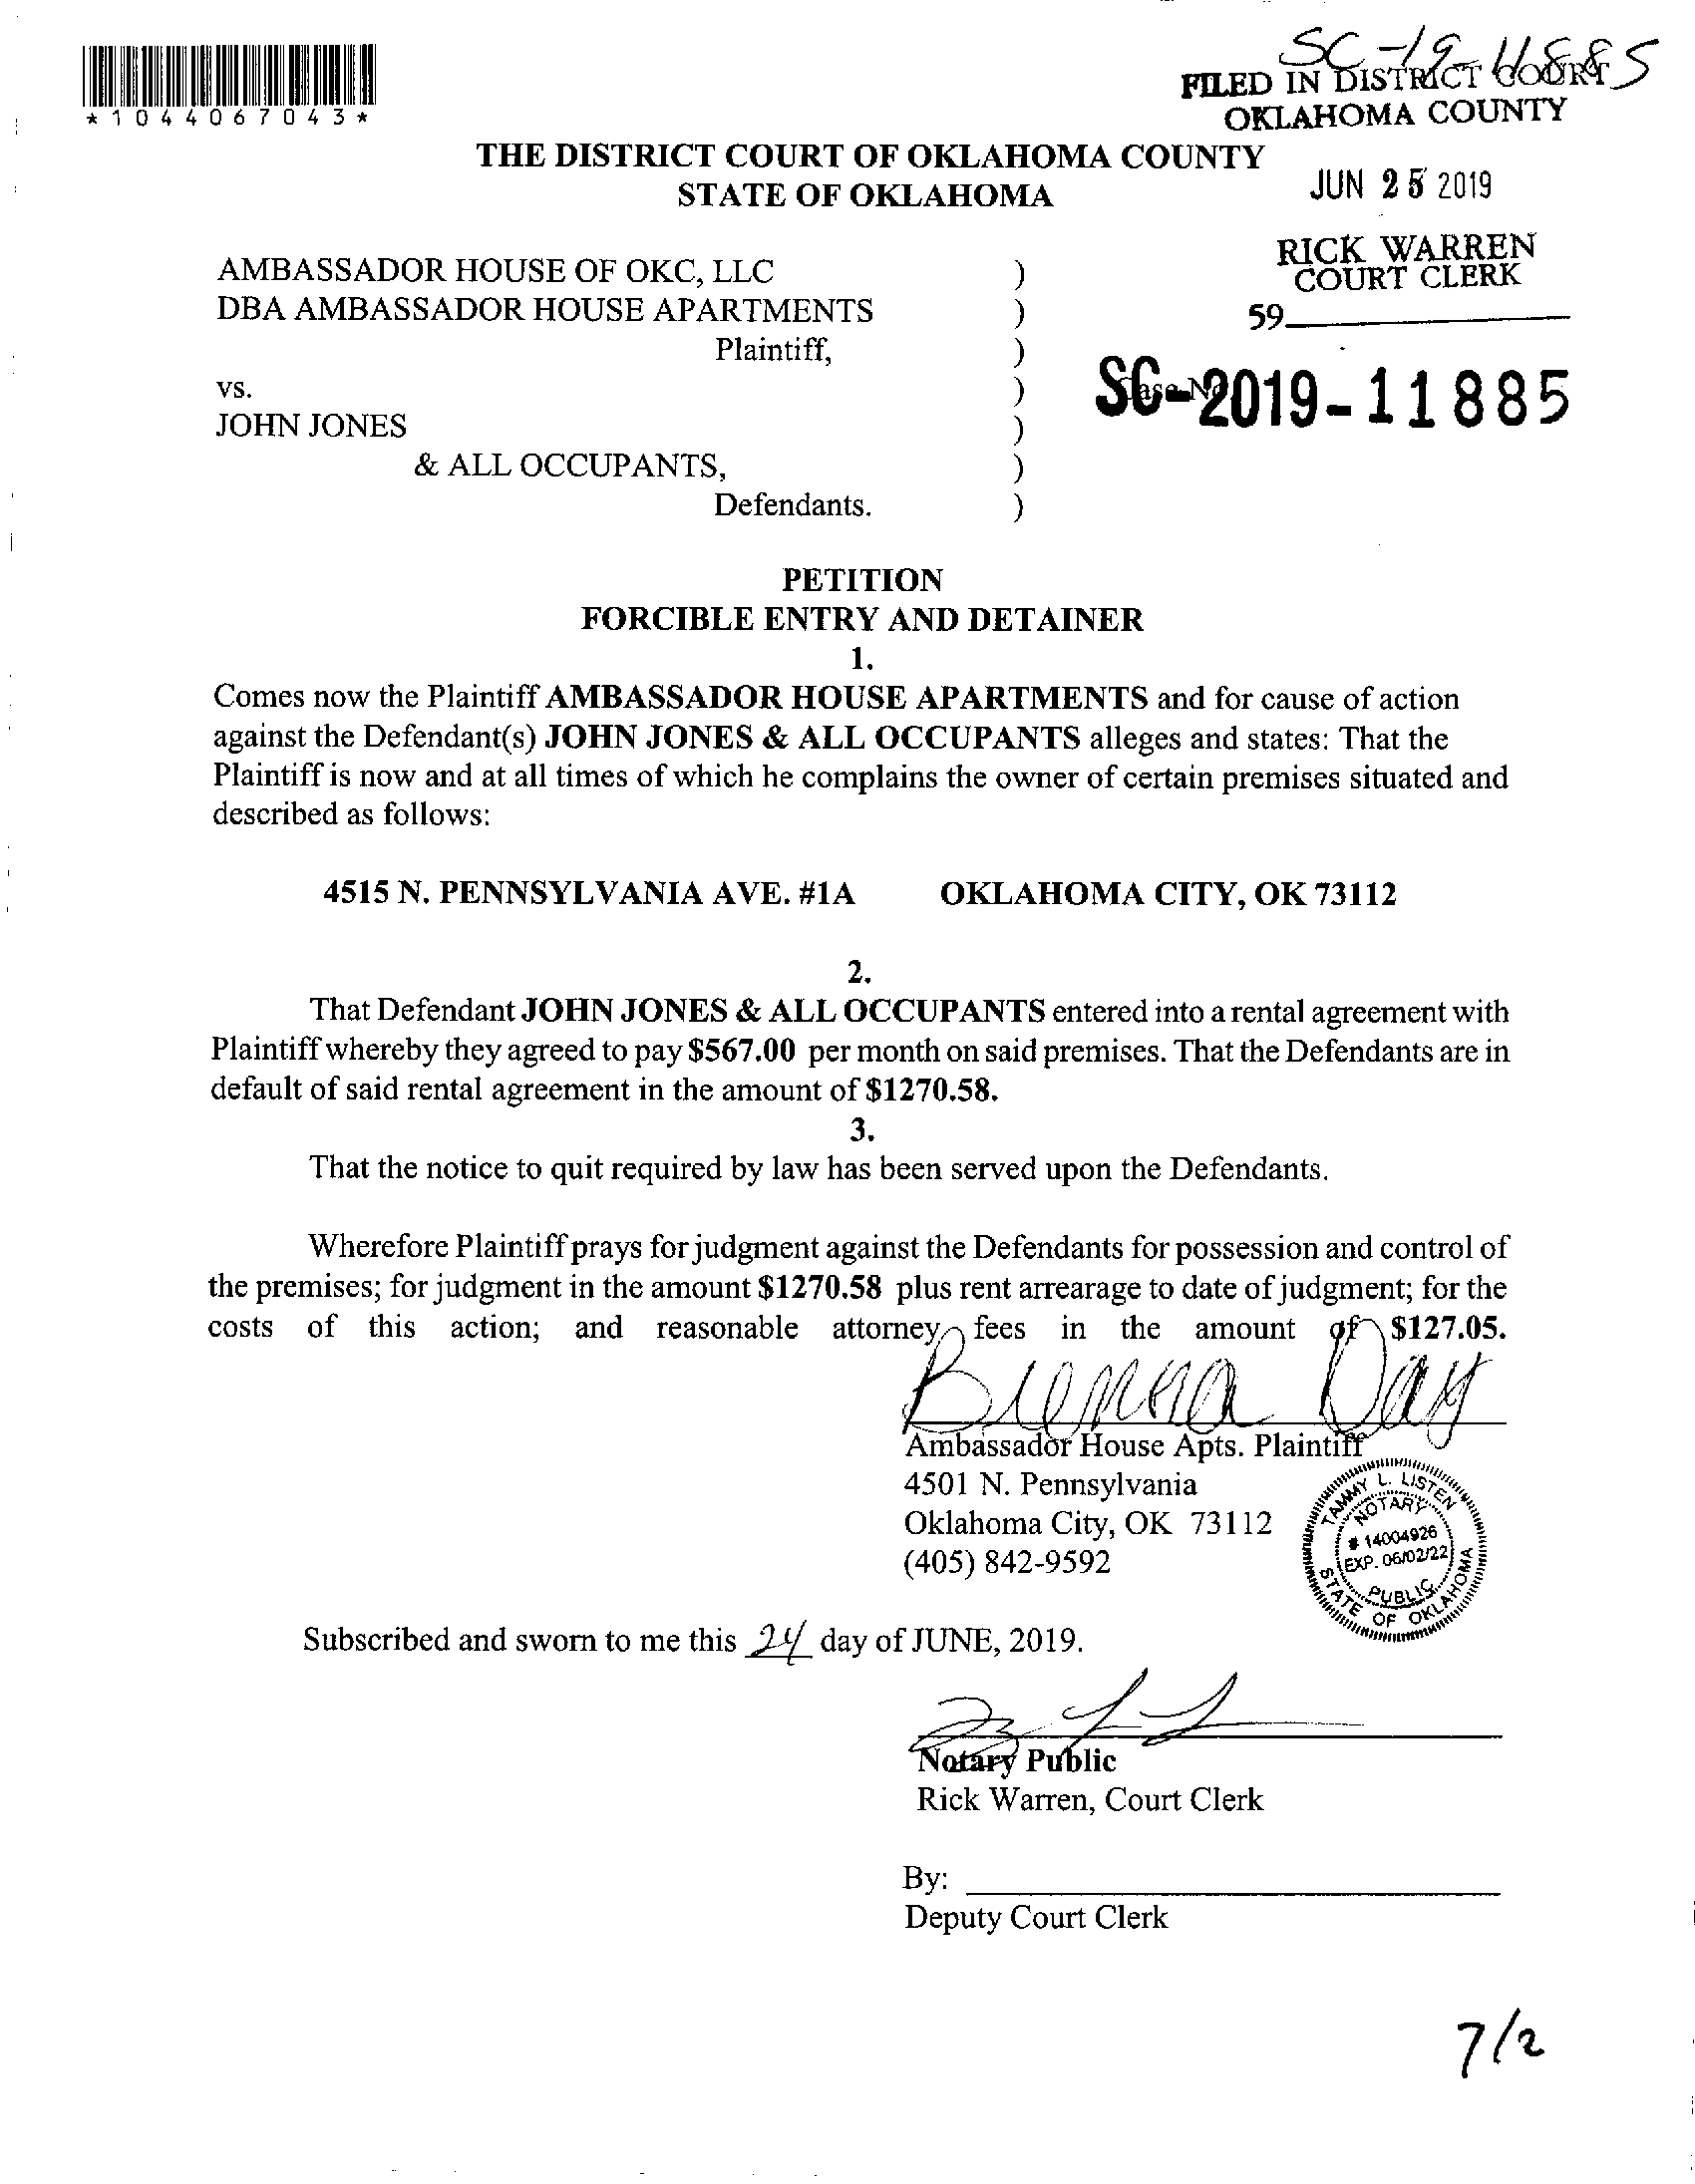 SC-19-11885
FILED IN DISTRICT COURT
OKLAHOMA COUNTY
*1044067043*
THE DISTRICT COURT OF OKLAHOMA COUNTY
STATE OF OKLAHOMA
JUN 25 2019
RICK WARREN
COURT CLERK
59
AMBASSADOR HOUSE OF OKC, LLC )
DBA AMBASSADOR HOUSE APARTMENTS )
Plaintiff, )
vs. ) Case No.
SC-2019-11885
JOHN JONES )
& ALL OCCUPANTS, )
Defendants. )
PETITION
FORCIBLE ENTRY AND DETAINER
1.
Comes now the Plaintiff AMBASSADOR HOUSE APARTMENTS and for cause of action
against the Defendant(s) JOHN JONES & ALL OCCUPANTS alleges and states: That the
Plaintiff is now and at all times of which he complains the owner of certain premises situated and
described as follows:
4515 N. PENNSYLVANIA AVE. #1A OKLAHOMA CITY, OK 73112
2.
That Defendant JOHN JONES & ALL OCCUPANTS entered into a rental agreement with
Plaintiff whereby they agreed to pay $567.00 per month on said premises. That the Defendants are in
default of said rental agreement in the amount of $1270.58.
3.
That the notice to quit required by law has been served upon the Defendants.
Wherefore Plaintiff prays for judgment against the Defendants for possession and control of
the premises; for judgment in the amount $1270.58 plus rent arrearage to date of judgment; for the
costs of this action; and reasonable attorney fees in the amount of $127.05.
Brenna Day
Ambassador House Apts. Plaintiff
4501 N. Pennsylvania
Oklahoma City, OK 73112
(405) 842-9592
TAMMY L. LISTEN
NOTARY
# 14004926
EXP. 06/02/22
PUBLIC
STATE OF OKLAHOMA
Subscribed and sworn to me this 24 day of JUNE, 2019.
Notary Public
Rick Warren, Court Clerk
By:
Deputy Court Clerk
7/2